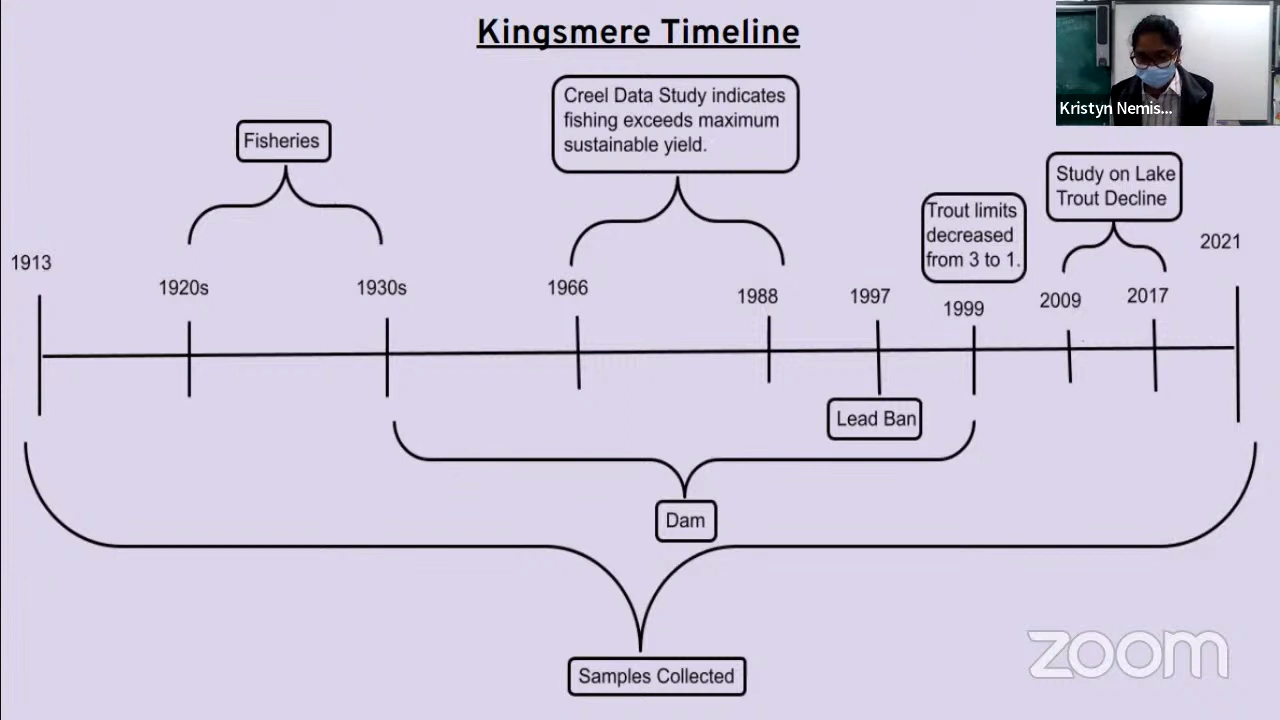 Kingsmere Timeline
Kristyn Nemis...
Creel Data Study indicates
fishing exceeds maximum
sustainable yield.
Fisheries
Study on Lake
Trout Decline
Trout limits
decreased
from 3 to 1.
1913
1920s
1930s
1966
1988
1997
1999
2009
2017
2021
Lead Ban
Dam
Samples Collected
zoom